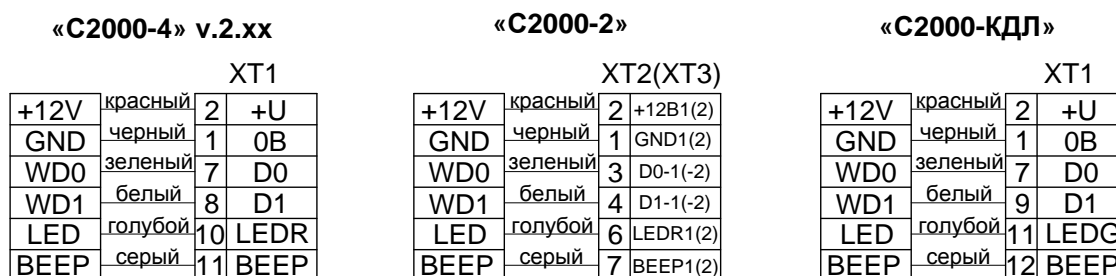 «С2000-4» v.2.xx
XT1
+12V красный 2 +U
GND черный 1 0В
WD0 зеленый 7 D0
WD1 белый 8 D1
LED голубой 10 LEDR
BEEP серый 11 BEEP
«С2000-2»
XT2(XT3)
+12V красный 2 +12В1(2)
GND черный 1 GND1(2)
WD0 зеленый 3 D0-1(-2)
WD1 белый 4 D1-1(-2)
LED голубой 6 LEDR1(2)
BEEP серый 7 BEEP1(2)
«С2000-КДЛ»
XT1
+12V красный 2 +U
GND черный 1 0В
WD0 зеленый 7 D0
WD1 белый 9 D1
LED голубой 11 LEDG
BEEP серый 12 BEEP